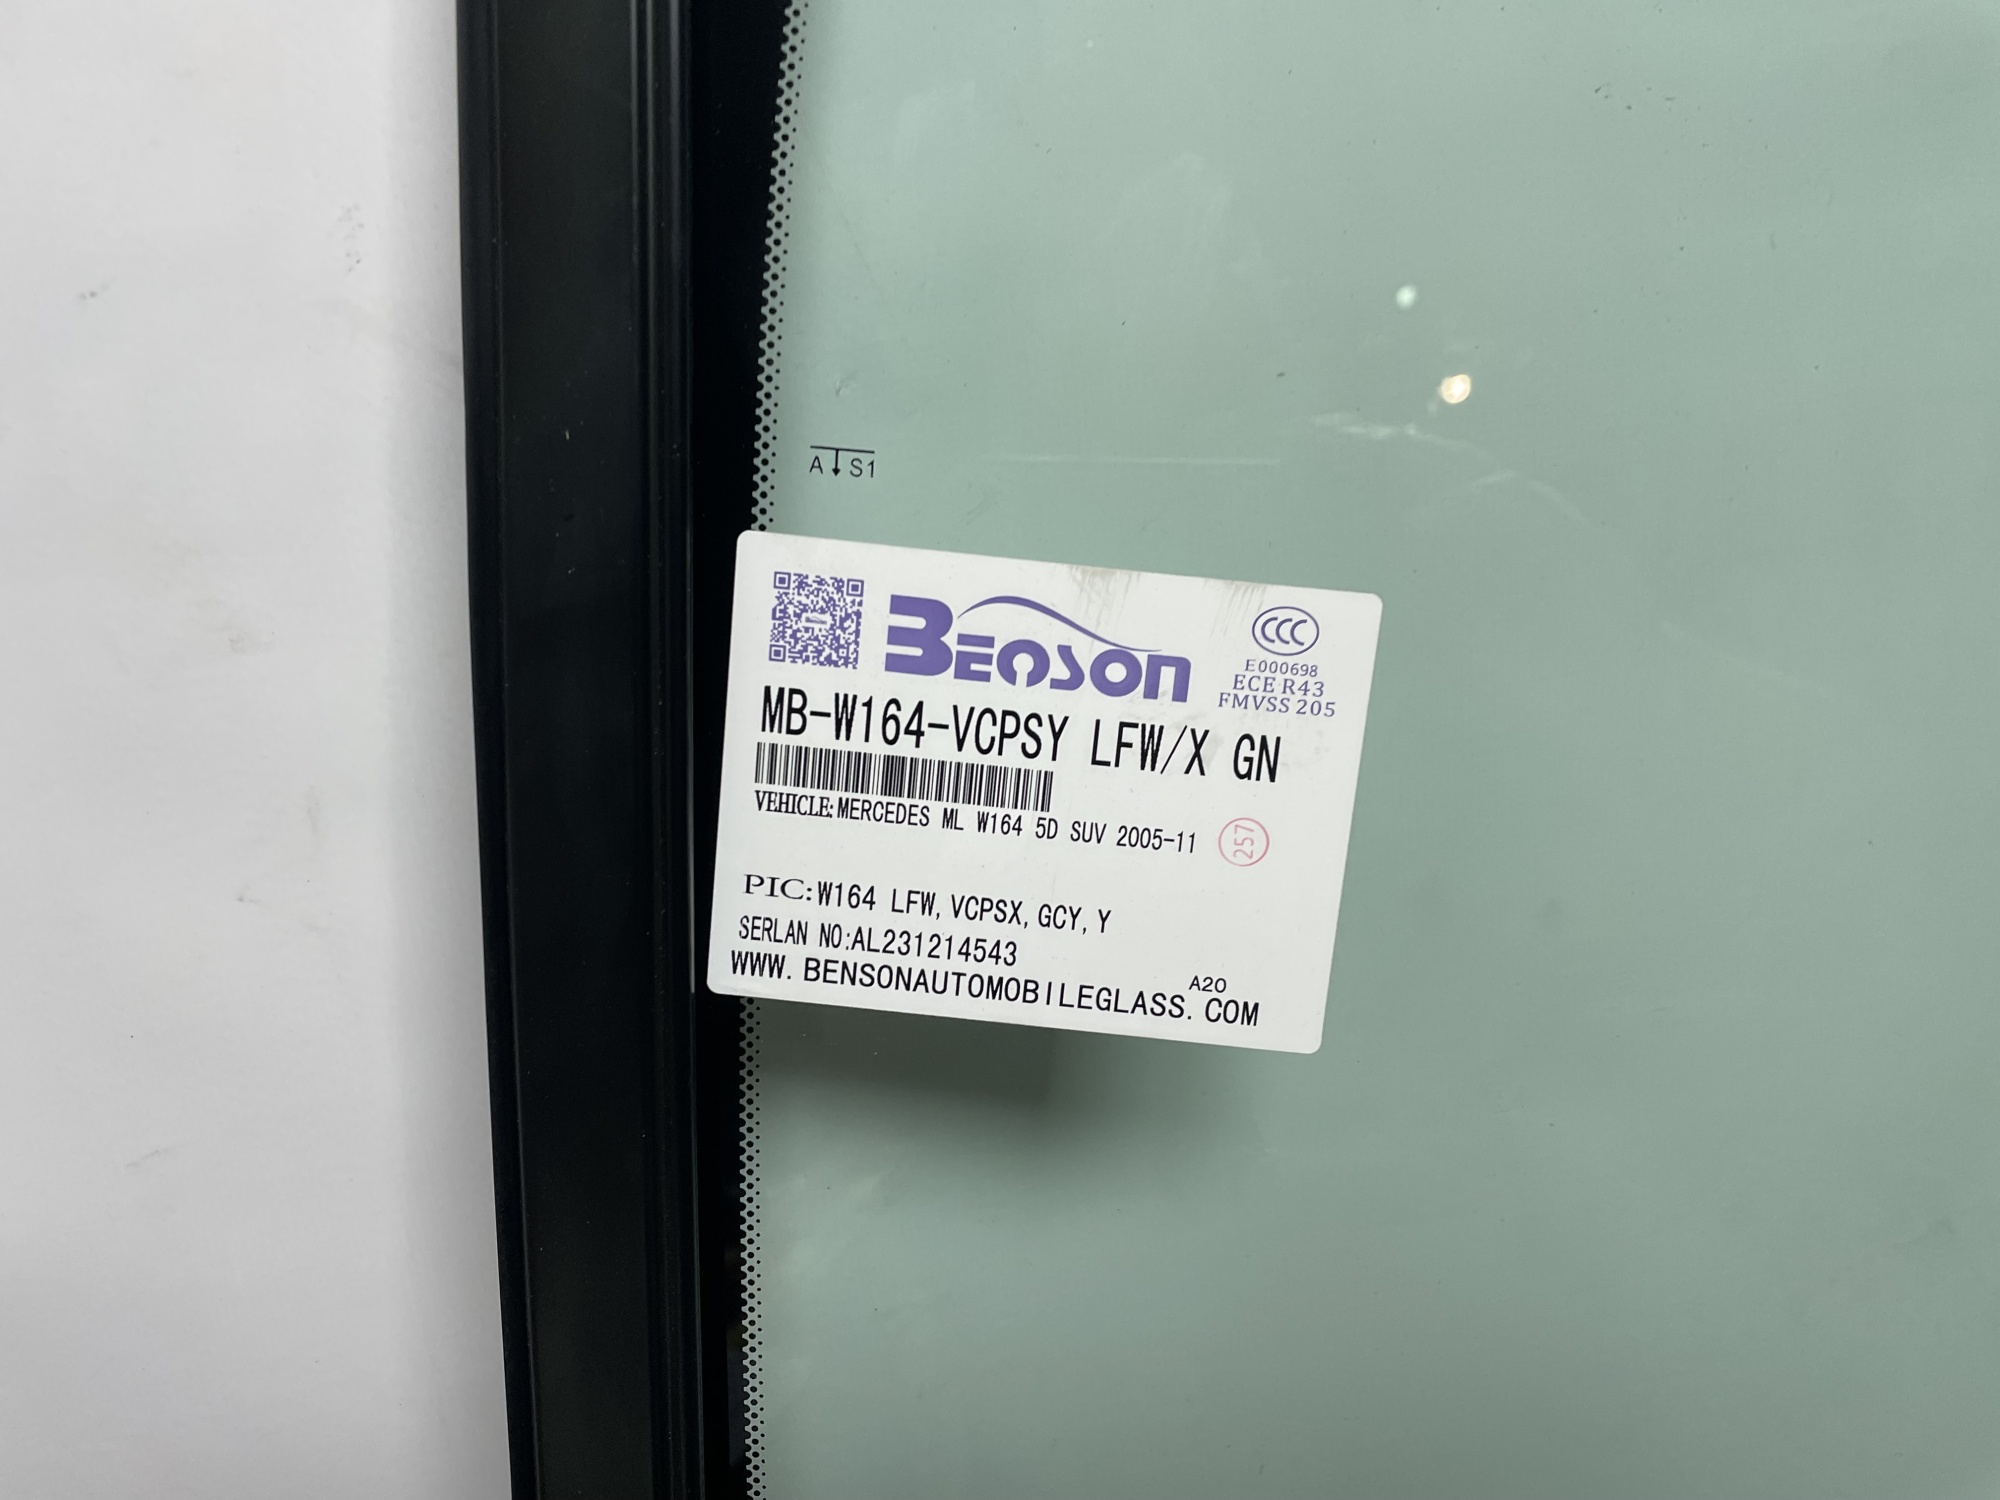 A S1
BENSON
CCC
E000698
ECE R43
FMVSS 205
MB-W164-VCPSY LFW/X GN
VEHICLE:MERCEDES ML W164 5D SUV 2005-11
257
PIC:W164 LFW, VCPSX, GCY, Y
SERLAN NO:AL231214543
A20
WWW. BENSONAUTOMOBILEGLASS. COM